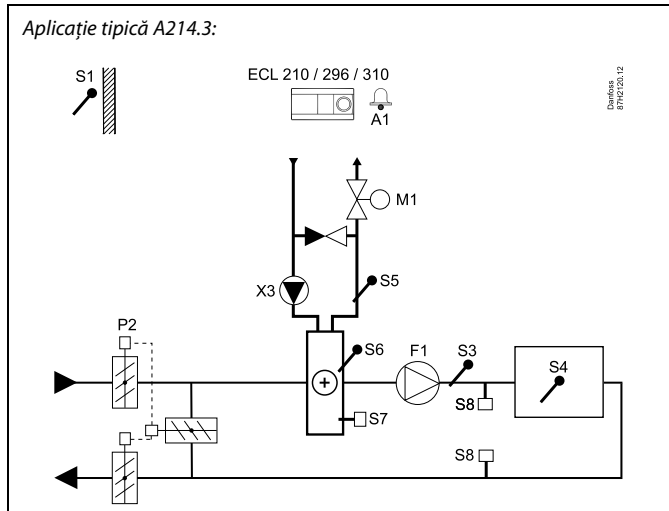 Aplicație tipică A214.3:
S1
ECL 210 / 296 / 310
A1
Danfoss
87H2120.12
M1
X3
S5
P2
S6
F1
S3
S4
S8
S7
S8